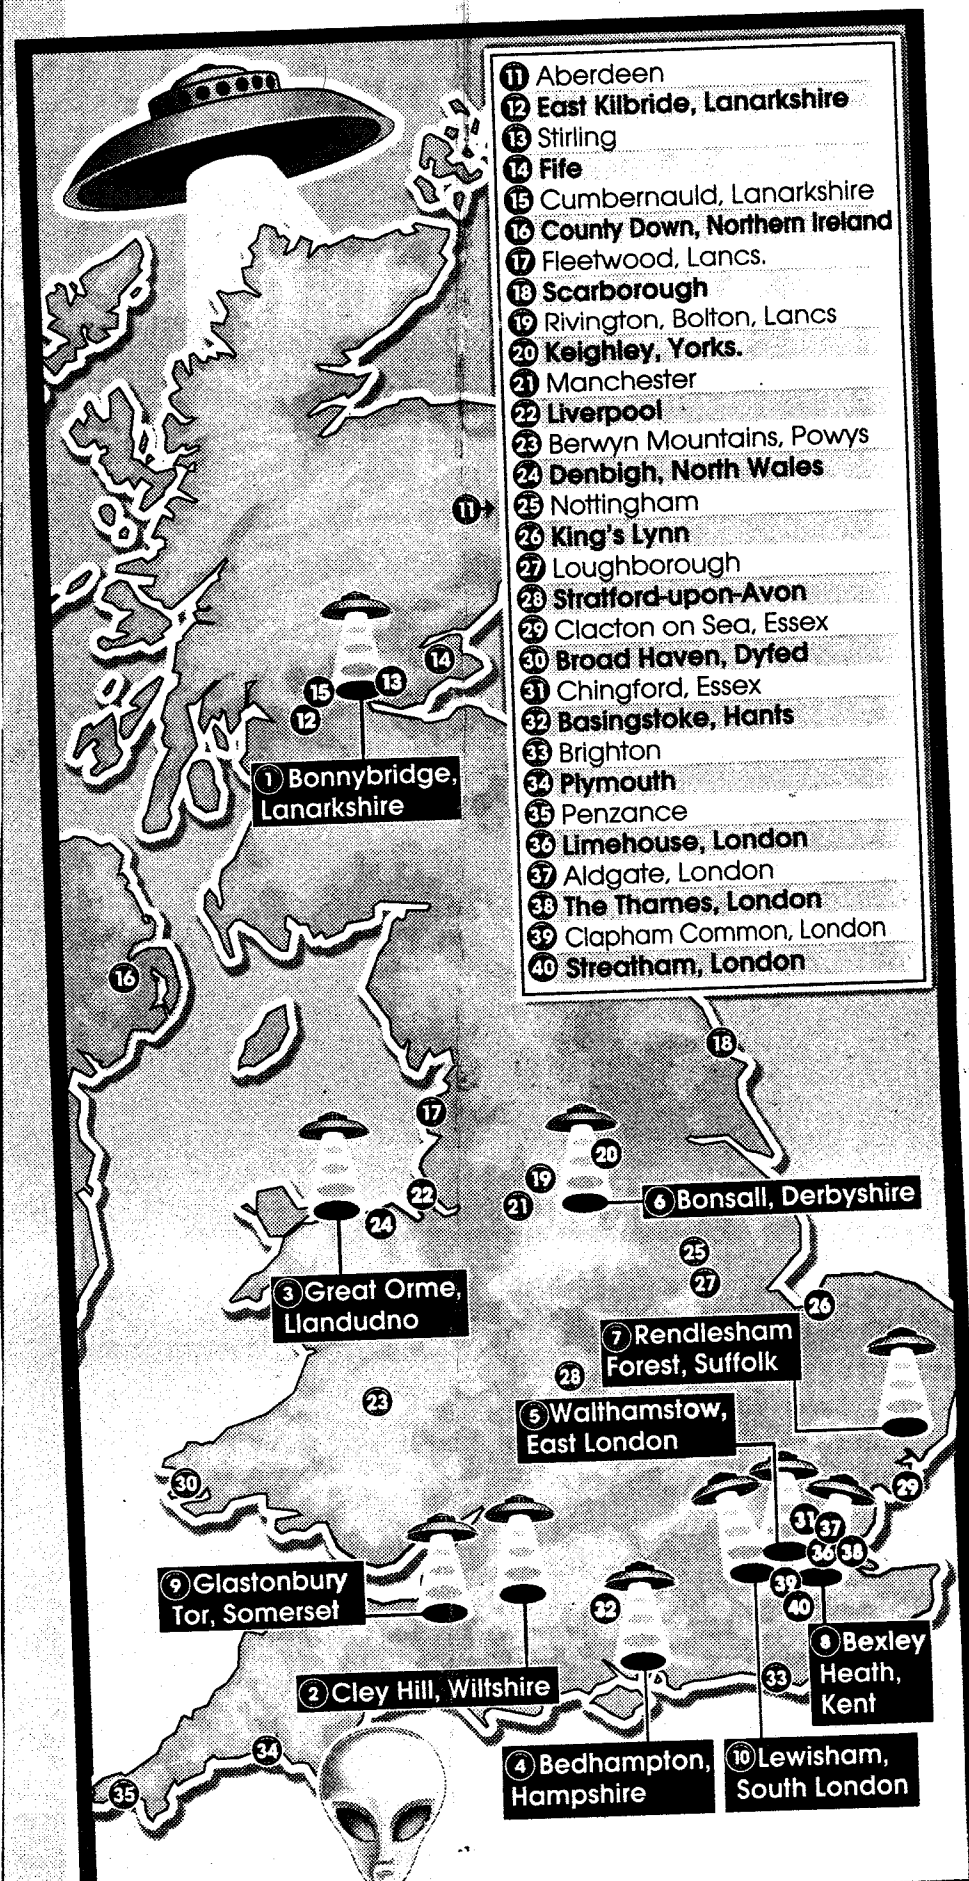 11 Aberdeen
12 East Kilbride, Lanarkshire
13 Stirling
14 Fife
15 Cumbernauld, Lanarkshire
16 County Down, Northern Ireland
17 Fleetwood, Lancs.
18 Scarborough
19 Rivington, Bolton, Lancs
20 Keighley, Yorks.
21 Manchester
22 Liverpool
23 Berwyn Mountains, Powys
24 Denbigh, North Wales
25 Nottingham
26 King's Lynn
27 Loughborough
28 Stratford-upon-Avon
29 Clacton on Sea, Essex
30 Broad Haven, Dyfed
31 Chingford, Essex
32 Basingstoke, Hants
33 Brighton
34 Plymouth
35 Penzance
36 Limehouse, London
37 Aldgate, London
38 The Thames, London
39 Clapham Common, London
40 Streatham, London
11
14
13
15
12
1 Bonnybridge,
Lanarkshire
16
18
17
20
19
22
21
24
6 Bonsall, Derbyshire
25
27
3 Great Orme,
Llandudno
26
7 Rendlesham
Forest, Suffolk
28
23
5 Walthamstow,
East London
30
29
31
37
36
38
9 Glastonbury
Tor, Somerset
39
40
32
8 Bexley
Heath,
Kent
33
2 Cley Hill, Wiltshire
34
4 Bedhampton,
Hampshire
10 Lewisham,
South London
35